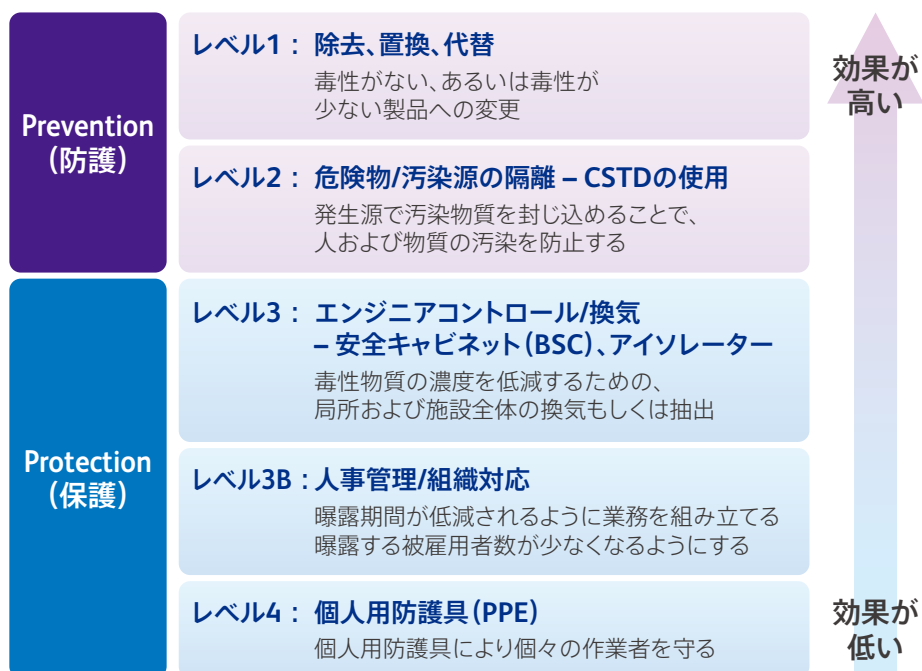 Prevention
（防護）
レベル1： 除去、置換、代替
毒性がない、あるいは毒性が
少ない製品への変更
レベル2： 危険物/汚染源の隔離 – CSTDの使用
発生源で汚染物質を封じ込めることで、
人および物質の汚染を防止する
Protection
（保護）
レベル3： エンジニアコントロール/換気
– 安全キャビネット（BSC）、アイソレーター
毒性物質の濃度を低減するための、
局所および施設全体の換気もしくは抽出
レベル3B：人事管理/組織対応
曝露期間が低減されるように業務を組み立てる
曝露する被雇用者数が少なくなるようにする
レベル4： 個人用防護具（PPE）
個人用防護具により個々の作業者を守る
効果が
高い
効果が
低い